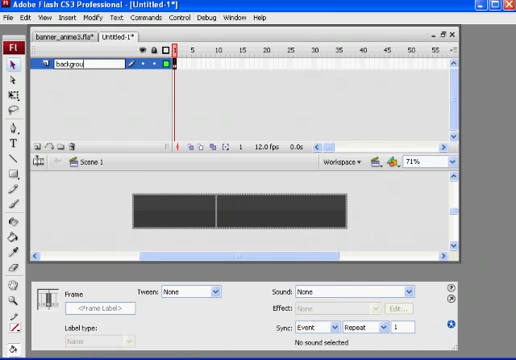 Adobe Flash CS3 Professional - [Untitled-1*]
File Edit View Insert Modify Text Commands Control Debug Window Help
banner_anime3.fla* Untitled-1*
Fl
5 10 15 20 25 30 35 40 45 50 55
backgrou
1 12.0 fps 0.0s
Scene 1 Workspace 71%
Frame Tween: None Sound: None
<Frame Label> Effect: None Edit...
Label type: Sync: Event Repeat 1
Name No sound selected